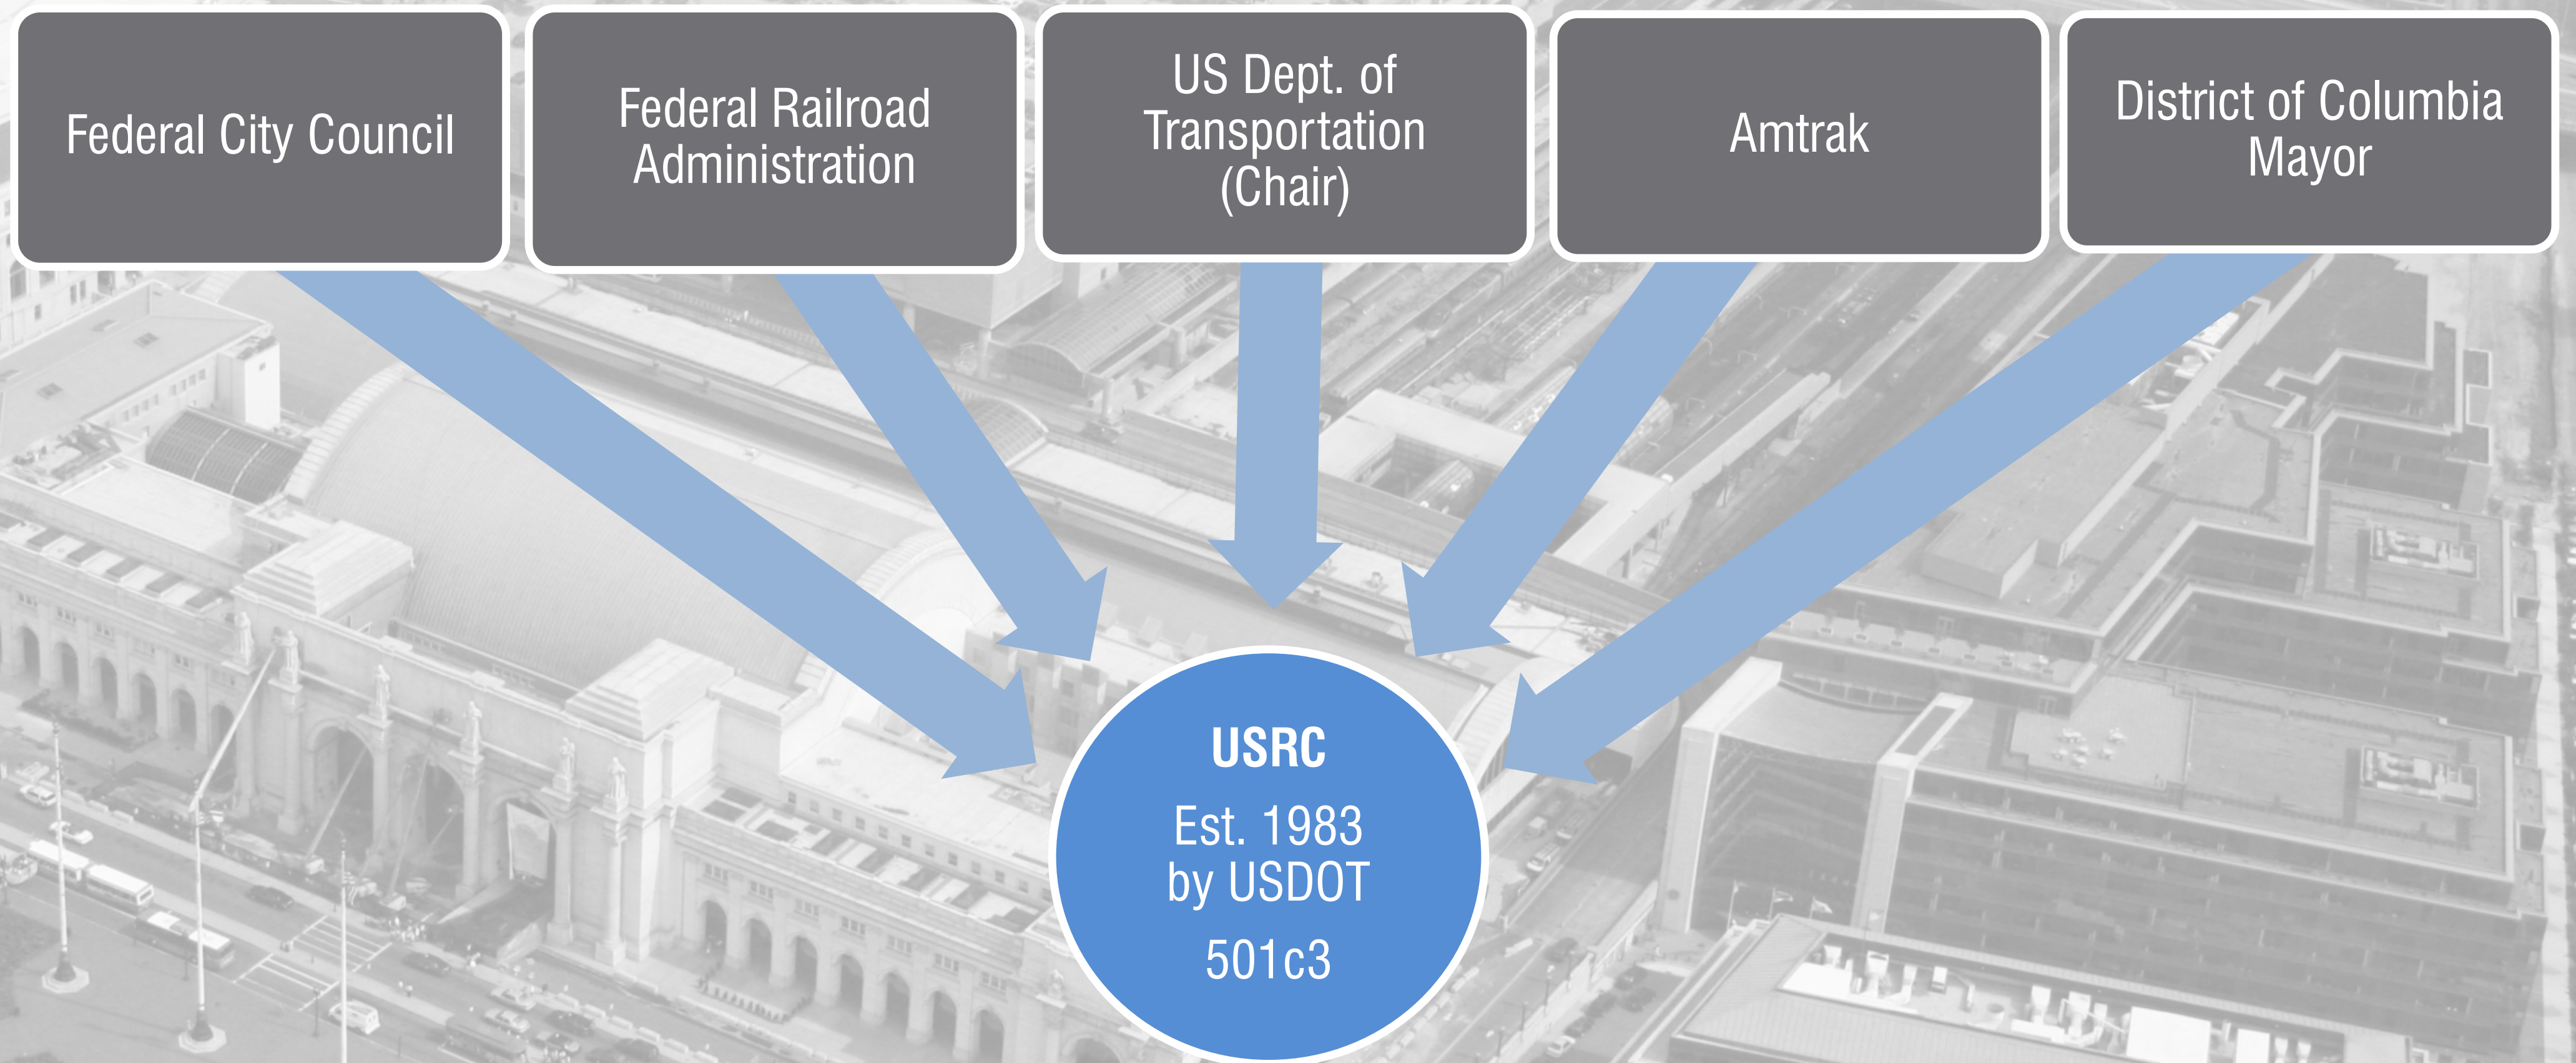 Federal City Council
Federal Railroad
Administration
US Dept. of
Transportation
(Chair)
Amtrak
District of Columbia
Mayor
USRC
Est. 1983
by USDOT
501c3